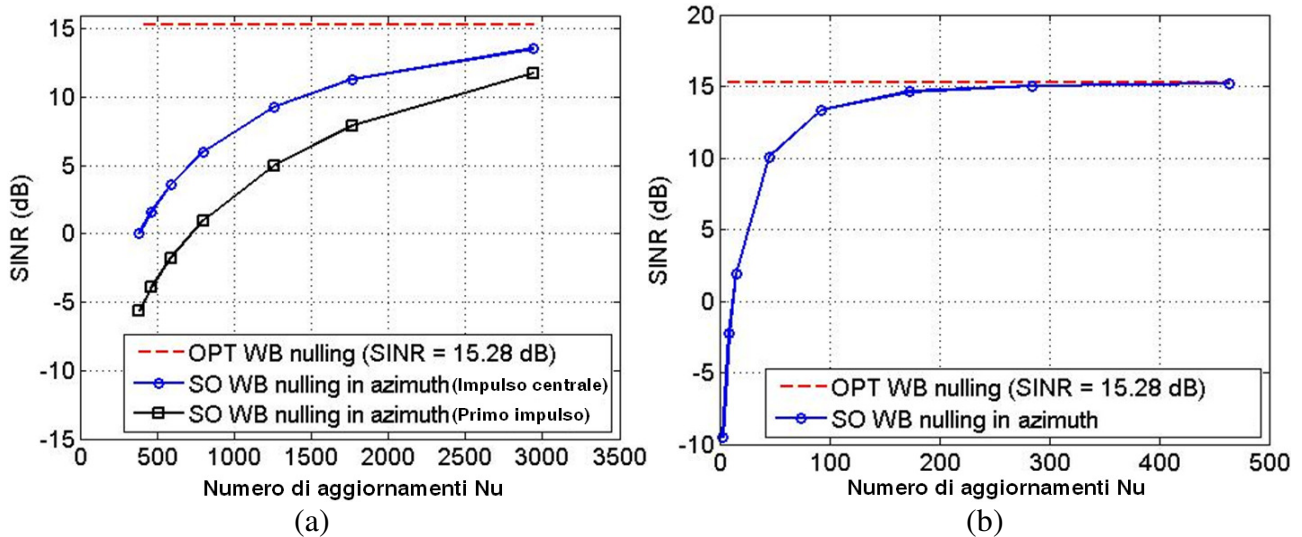 15
10
5
0
-5
-10
-15
SINR (dB)
0 500 1000 1500 2000 2500 3000 3500
Numero di aggiornamenti Nu
OPT WB nulling (SINR = 15.28 dB)
SO WB nulling in azimuth (Impulso centrale)
SO WB nulling in azimuth (Primo impulso)
(a)
20
15
10
5
0
-5
-10
SINR (dB)
0 100 200 300 400 500
Numero di aggiornamenti Nu
OPT WB nulling (SINR = 15.28 dB)
SO WB nulling in azimuth
(b)